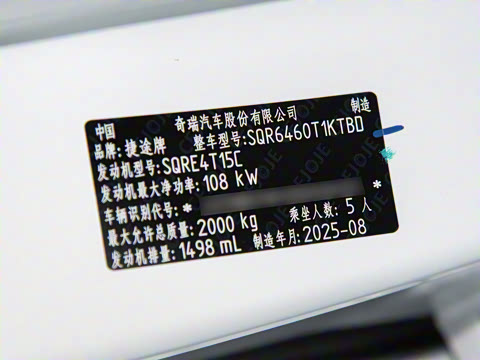 中国 奇瑞汽车股份有限公司 制造
品牌:捷途牌 整车型号:SQR6460T1KTBD
发动机型号:SQRE4T15C
发动机最大净功率:108 kW
车辆识别代号:* *
最大允许总质量:2000 kg 乘坐人数:5 人
发动机排量:1498 mL 制造年月:2025-08